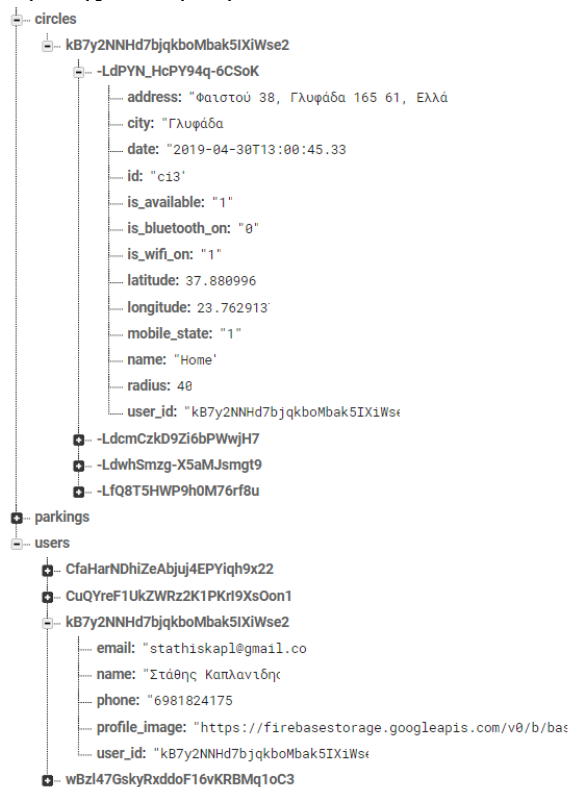 circles
kB7y2NNHd7bjqkboMbak5IXiWse2
-LdPYN_HcPY94q-6CSoK
address: "Φαιστού 38, Γλυφάδα 165 61, Ελλά
city: "Γλυφάδα
date: "2019-04-30T13:00:45.33
id: "ci3'
is_available: "1"
is_bluetooth_on: "0"
is_wifi_on: "1"
latitude: 37.880996
longitude: 23.762913
mobile_state: "1"
name: "Home'
radius: 40
user_id: "kB7y2NNHd7bjqkboMbak5IXiWse
-LdcmCzkD9Zi6bPWwjH7
-LdwhSmzg-X5aMJsmgt9
-LfQ8T5HWP9h0M76rf8u
parkings
users
CfaHarNDhiZeAbjuj4EPYiqh9x22
CuQYreF1UkZWRz2K1PKrI9XsOon1
kB7y2NNHd7bjqkboMbak5IXiWse2
email: "stathiskapl@gmail.co
name: "Στάθης Καπλανίδης
phone: "6981824175
profile_image: "https://firebasestorage.googleapis.com/v0/b/bas
user_id: "kB7y2NNHd7bjqkboMbak5IXiWse
wBzl47GskyRxddoF16vKRBMq1oC3